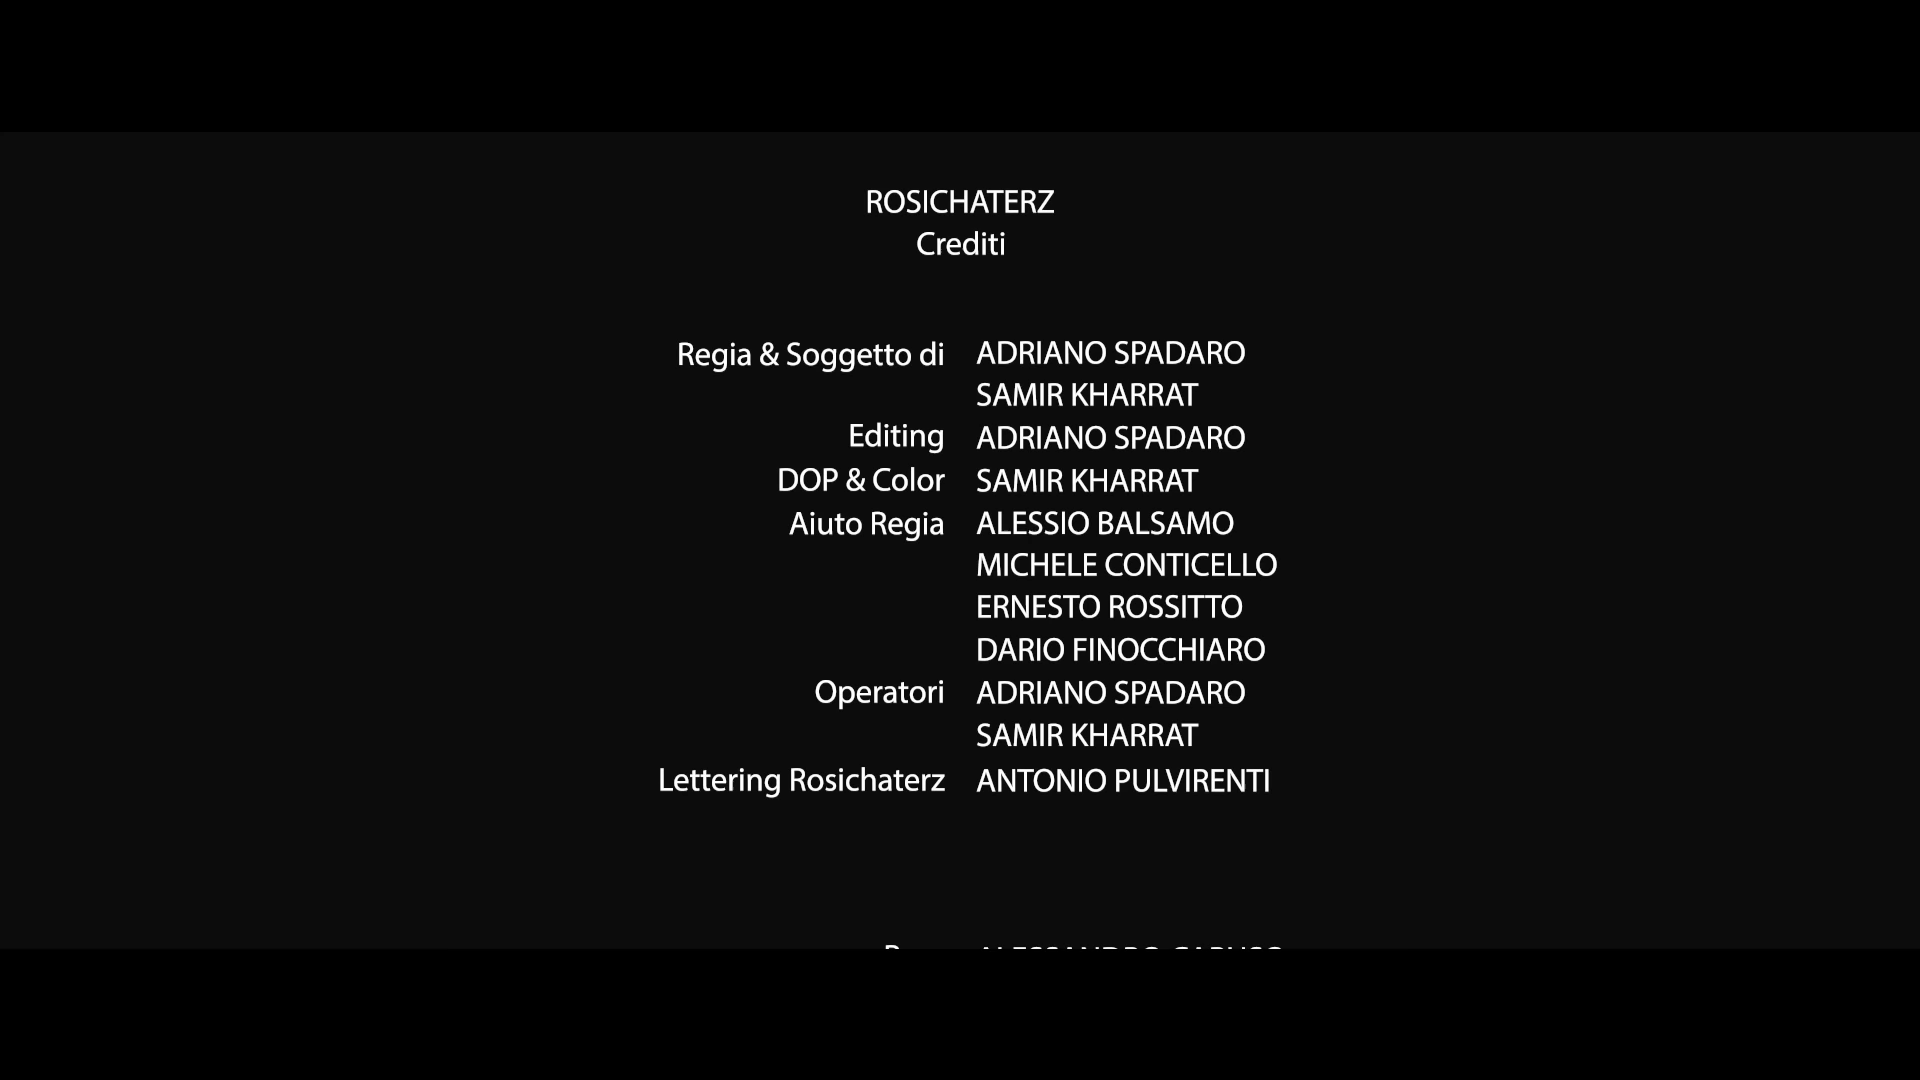 ROSICHATERZ
Crediti
Regia & Soggetto di ADRIANO SPADARO
SAMIR KHARRAT
Editing ADRIANO SPADARO
DOP & Color SAMIR KHARRAT
Aiuto Regia ALESSIO BALSAMO
MICHELE CONTICELLO
ERNESTO ROSSITTO
DARIO FINOCCHIARO
Operatori ADRIANO SPADARO
SAMIR KHARRAT
Lettering Rosichaterz ANTONIO PULVIRENTI